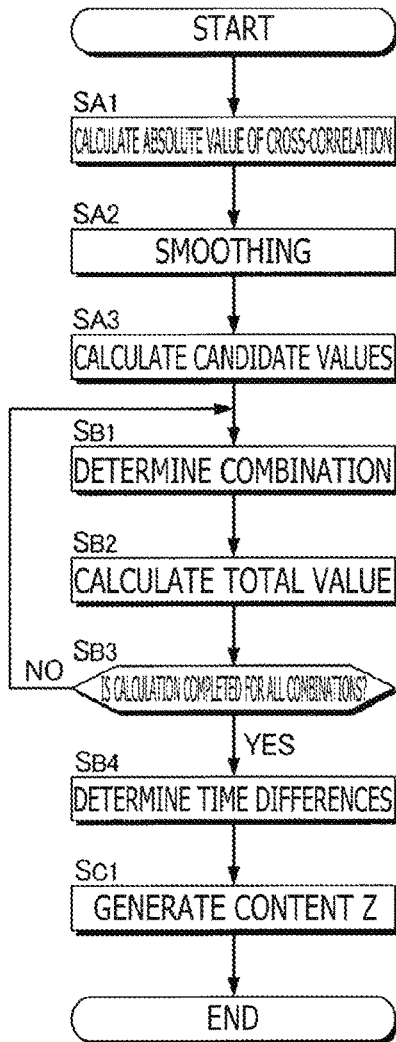 START
SA1
CALCULATE ABSOLUTE VALUE OF CROSS-CORRELATION
SA2
SMOOTHING
SA3
CALCULATE CANDIDATE VALUES
SB1
DETERMINE COMBINATION
SB2
CALCULATE TOTAL VALUE
SB3
NO
IS CALCULATION COMPLETED FOR ALL COMBINATIONS?
YES
SB4
DETERMINE TIME DIFFERENCES
SC1
GENERATE CONTENT Z
END